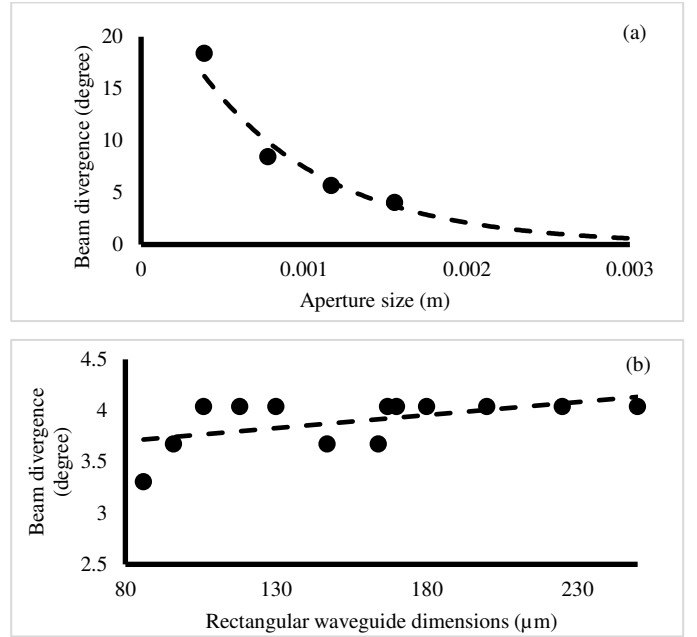 (a)
Beam divergence (degree)
20
15
10
5
0
0 0.001 0.002 0.003
Aperture size (m)
(b)
Beam divergence
(degree)
4.5
4
3.5
3
2.5
80 130 180 230
Rectangular waveguide dimensions (µm)